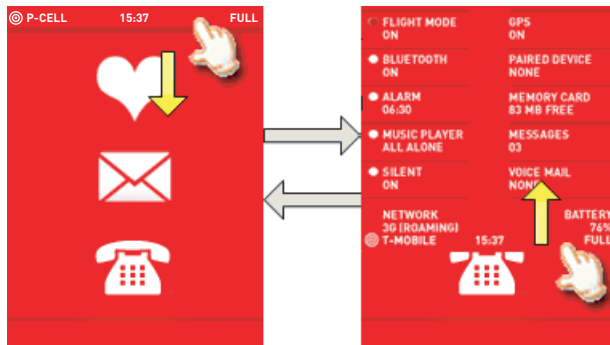 P-CELL 15:37 FULL
FLIGHT MODE
ON
GPS
ON
BLUETOOTH
ON
PAIRED DEVICE
NONE
ALARM
06:30
MEMORY CARD
83 MB FREE
MUSIC PLAYER
ALL ALONE
MESSAGES
03
SILENT
ON
VOICE MAIL
NONE
NETWORK
3G (ROAMING)
T-MOBILE
15:37
BATTERY
76%
FULL